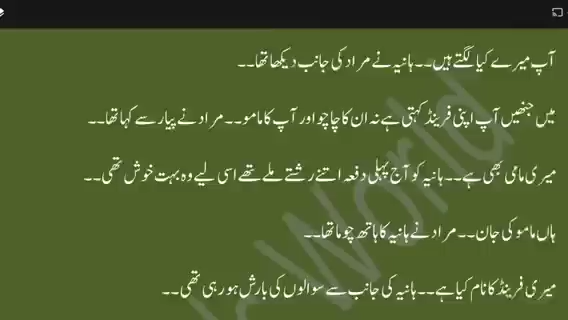 آپ میرے کیا لگتے ہیں۔۔ ہانیہ نے مراد کی جانب دیکھا تھا۔۔
میں جنھیں آپ اپنی فرینڈ کہتی ہے نہ ان کا چاچو اور آپ کا مامو۔۔ مراد نے پیار سے کہا تھا۔۔
میری مامی بھی ہے۔۔ ہانیہ کو آج پہلی دفعہ اتنے رشتے ملے تھے اسی لیے وہ بہت خوش تھی۔۔
ہاں مامو کی جان۔۔ مراد نے ہانیہ کا ہاتھ چوما تھا۔۔
میری فرینڈ کا نام کیا ہے۔۔ ہانیہ کی جانب سے سوالوں کی بارش ہو رہی تھی۔۔
World